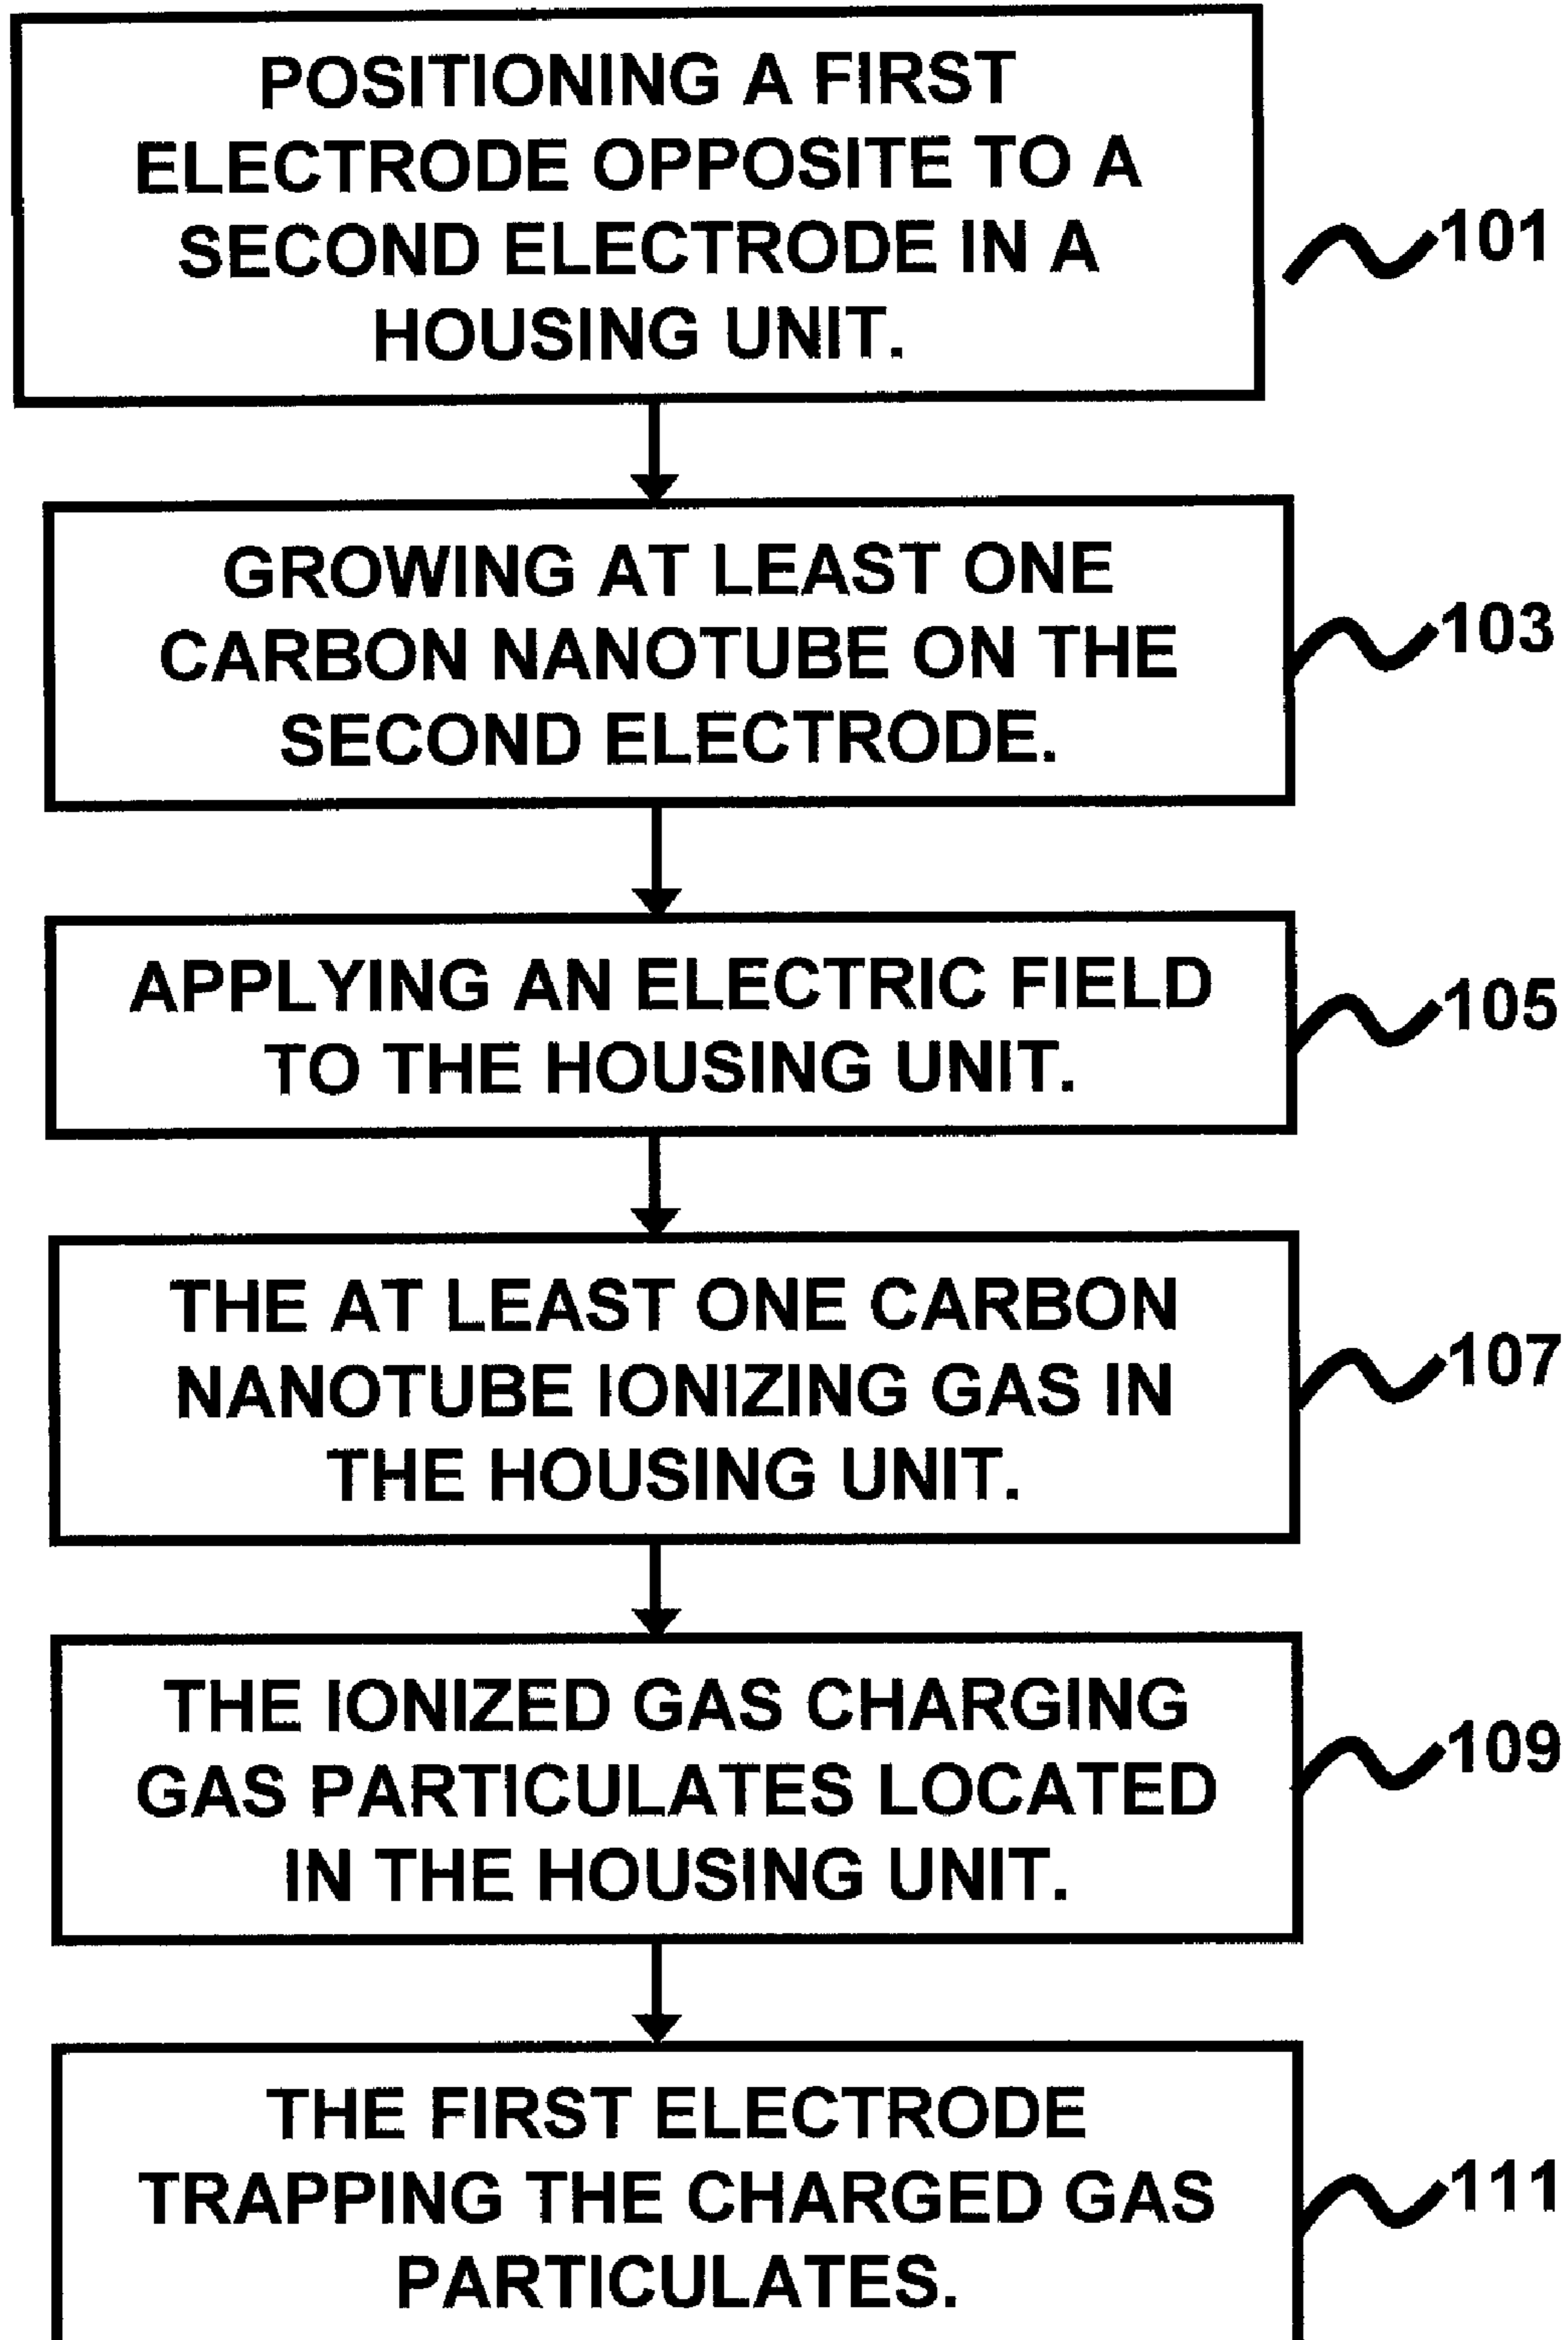 POSITIONING A FIRST
ELECTRODE OPPOSITE TO A
SECOND ELECTRODE IN A
HOUSING UNIT.
101
GROWING AT LEAST ONE
CARBON NANOTUBE ON THE
SECOND ELECTRODE.
103
APPLYING AN ELECTRIC FIELD
TO THE HOUSING UNIT.
105
THE AT LEAST ONE CARBON
NANOTUBE IONIZING GAS IN
THE HOUSING UNIT.
107
THE IONIZED GAS CHARGING
GAS PARTICULATES LOCATED
IN THE HOUSING UNIT.
109
THE FIRST ELECTRODE
TRAPPING THE CHARGED GAS
PARTICULATES.
111